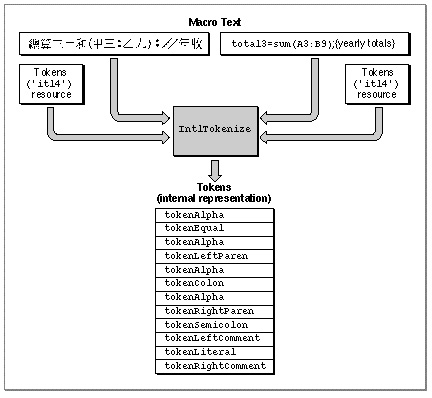 Macro Text
total3=sum(A3:B9);{yearly totals}
Tokens
('itl4')
resource
Tokens
('itl4')
resource
IntlTokenize
Tokens
(internal representation)
tokenAlpha
tokenEqual
tokenAlpha
tokenLeftParen
tokenAlpha
tokenColon
tokenAlpha
tokenRightParen
tokenSemicolon
tokenLeftComment
tokenLiteral
tokenRightComment